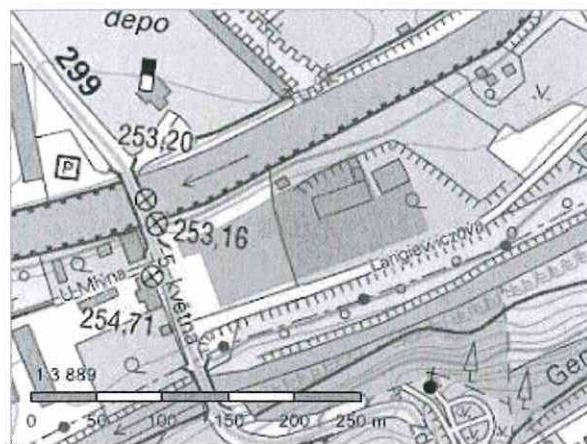 depo
299
253,20
P
253,16
Langiewiczova
U Mlýna
5. května
254,71
Ge
1:3 889
0 50 100 150 200 250 m